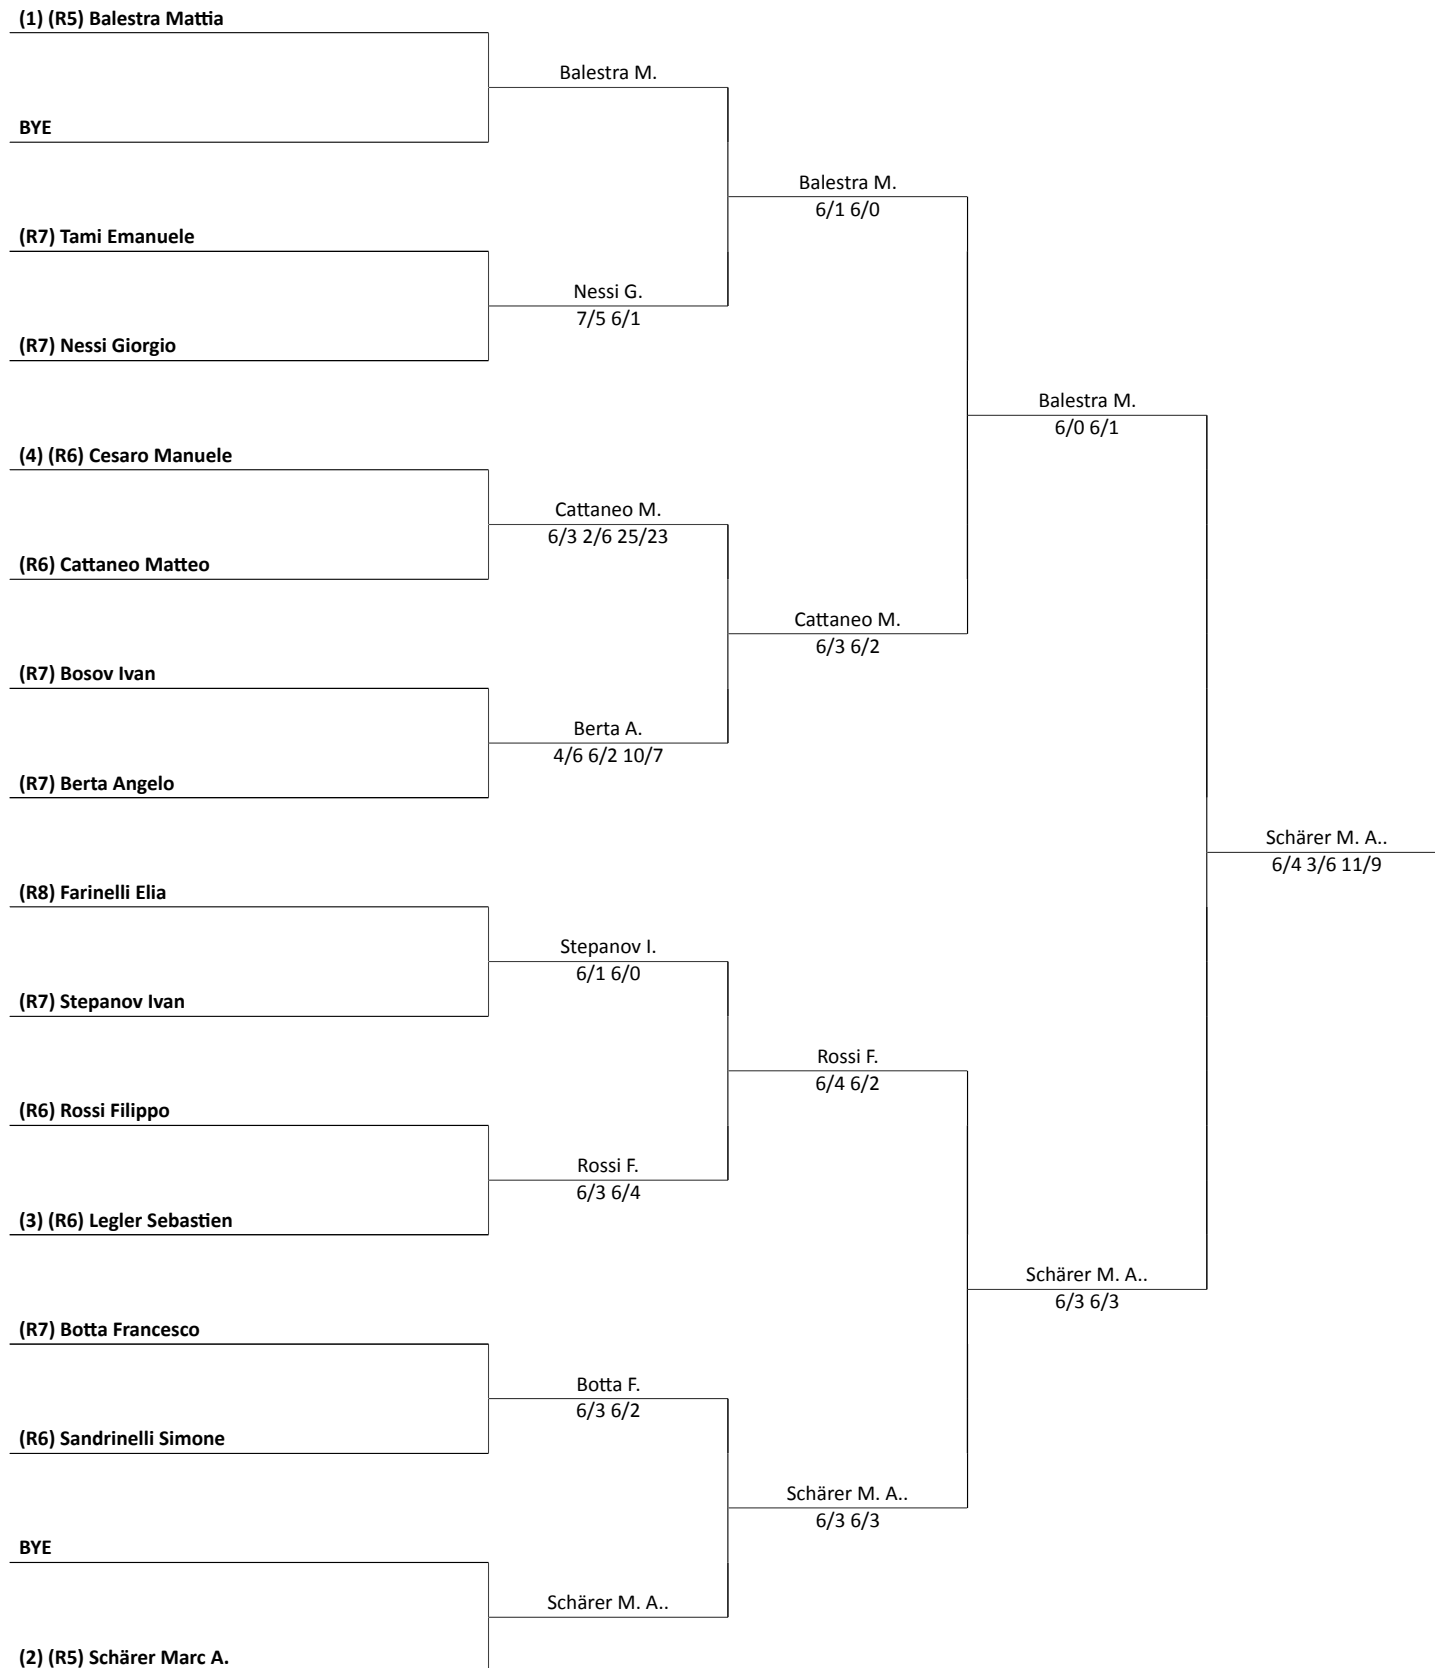 (1) (R5) Balestra Mattia
Balestra M.
BYE
Balestra M.
6/1 6/0
(R7) Tami Emanuele
Nessi G.
7/5 6/1
(R7) Nessi Giorgio
Balestra M.
6/0 6/1
(4) (R6) Cesaro Manuele
Cattaneo M.
6/3 2/6 25/23
(R6) Cattaneo Matteo
Cattaneo M.
6/3 6/2
(R7) Bosov Ivan
Berta A.
4/6 6/2 10/7
(R7) Berta Angelo
Schärer M. A..
6/4 3/6 11/9
(R8) Farinelli Elia
Stepanov I.
6/1 6/0
(R7) Stepanov Ivan
Rossi F.
6/4 6/2
(R6) Rossi Filippo
Rossi F.
6/3 6/4
(3) (R6) Legler Sebastien
Schärer M. A..
6/3 6/3
(R7) Botta Francesco
Botta F.
6/3 6/2
(R6) Sandrinelli Simone
Schärer M. A..
6/3 6/3
BYE
Schärer M. A..
(2) (R5) Schärer Marc A.